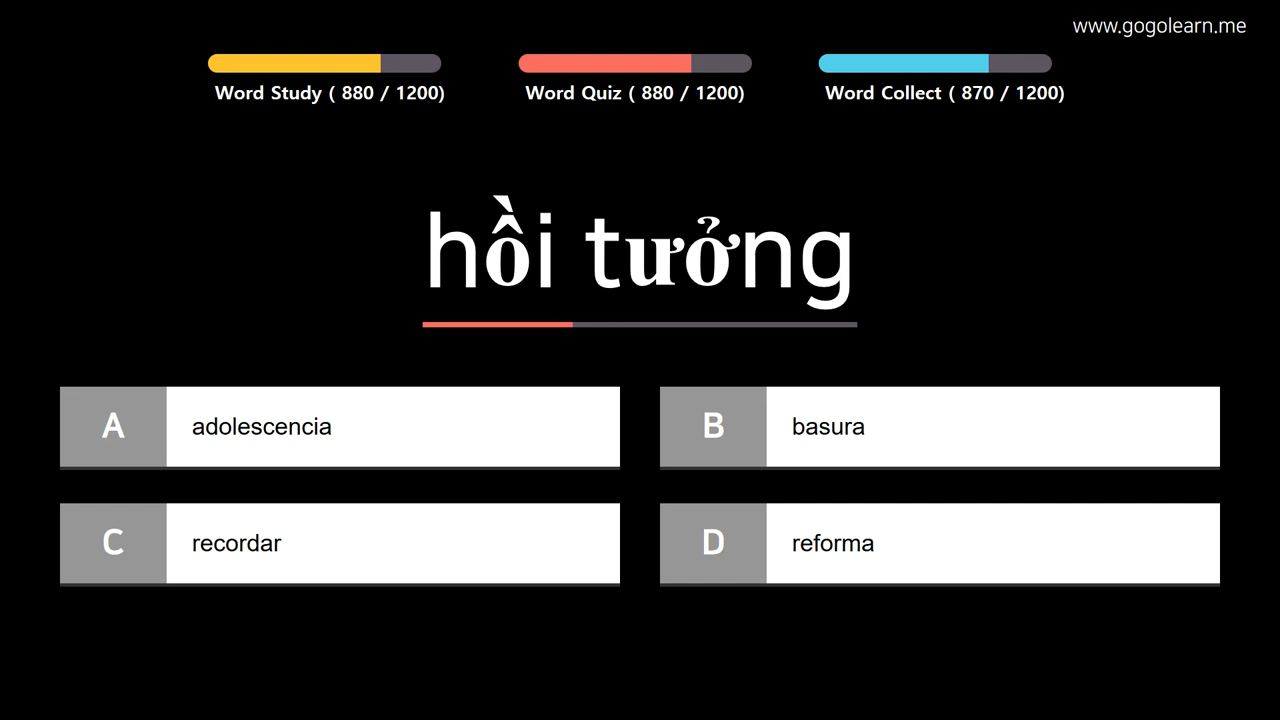 www.gogolearn.me
Word Study ( 880 / 1200)
Word Quiz ( 880 / 1200)
Word Collect ( 870 / 1200)
hồi tưởng
A adolescencia
B basura
C recordar
D reforma